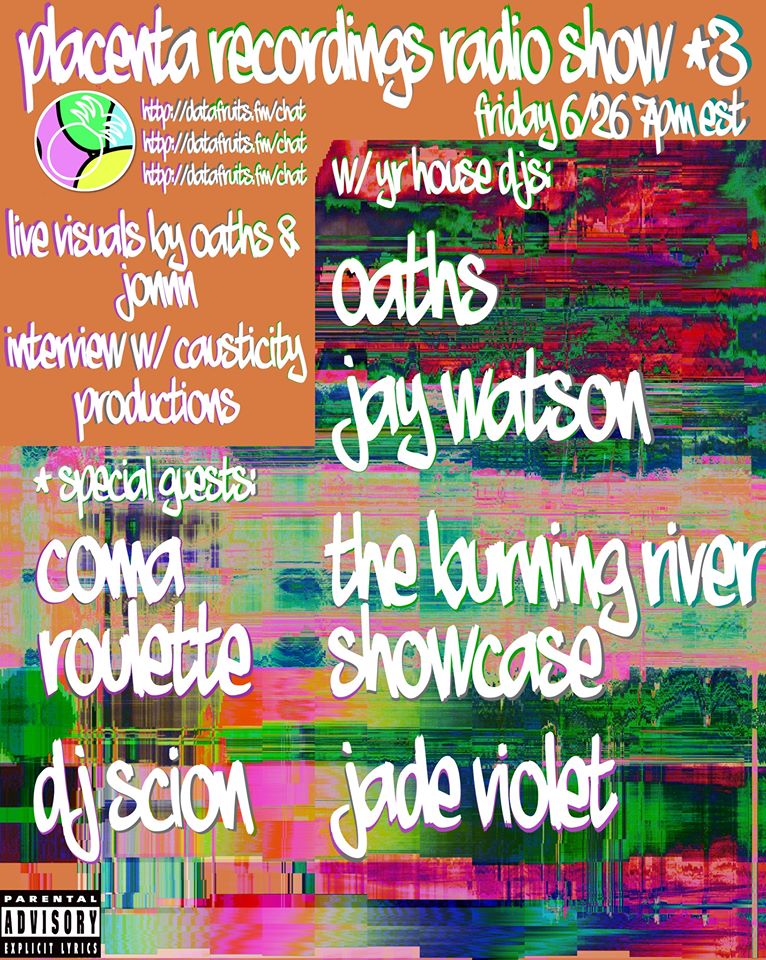 placenta recordings radio show *3
friday 6/26 7pm est
http://datafruits.fm/chat
http://datafruits.fm/chat
http://datafruits.fm/chat
w/ yr house djs:
oaths
jay watson
live visuals by oaths &
jonnn
interview w/ causticity
productions
* special guests:
coma
roulette
the burning river
showcase
dj scion
jade violet
PARENTAL
ADVISORY
EXPLICIT LYRICS